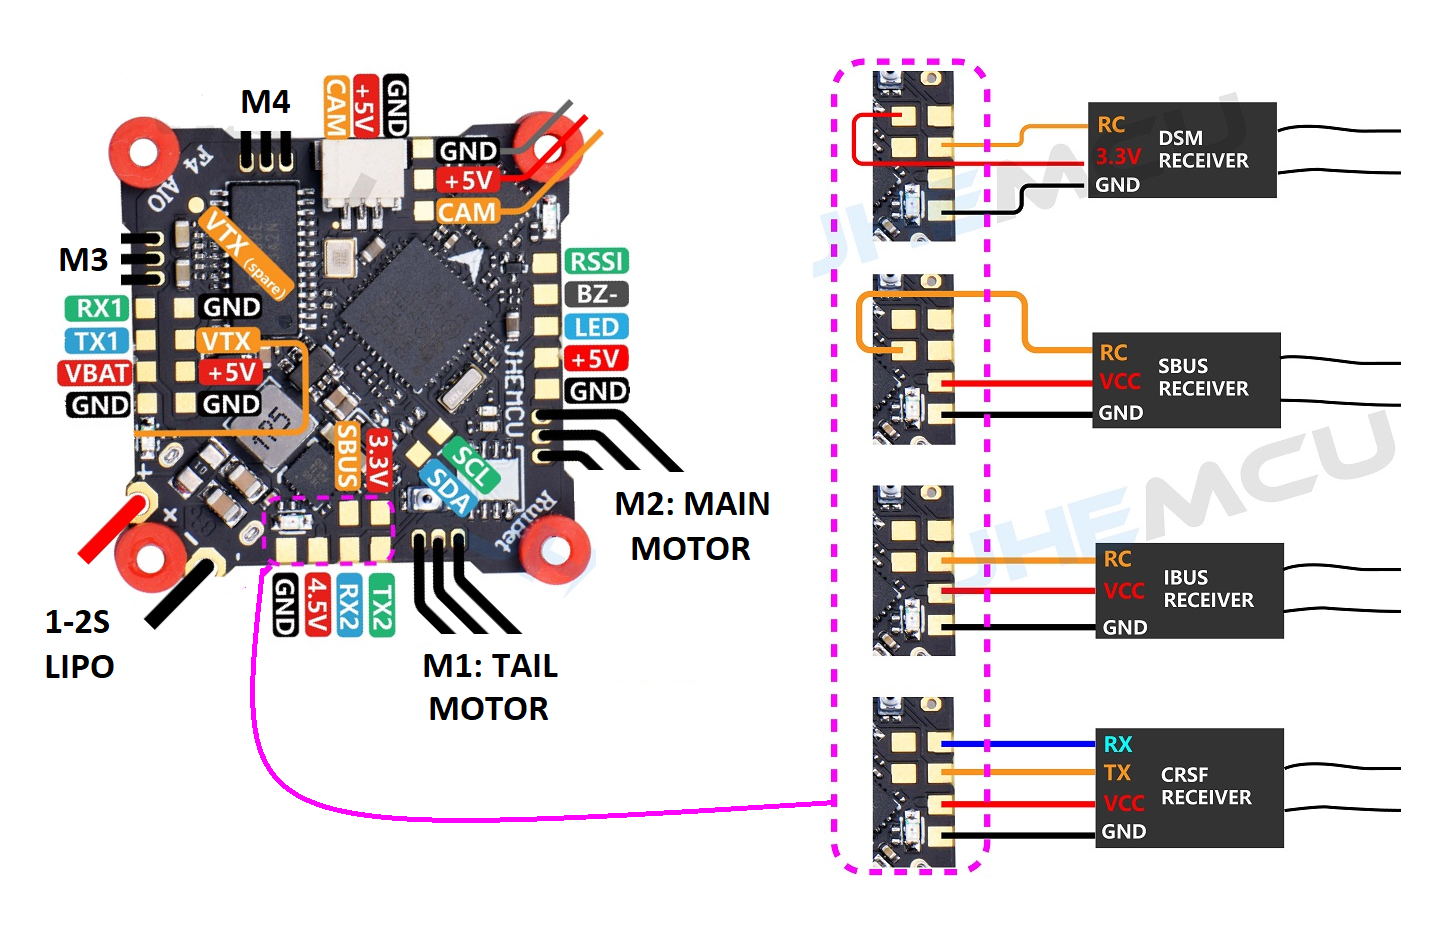 M4
CAM
+5V
GND
GND
+5V
CAM
F4 AIO
VTX (spare)
M3
RX1
TX1
VBAT
GND
GND
VTX
+5V
GND
RSSI
BZ-
LED
+5V
GND
JHEMCU
SBUS
3.3V
SCL
SDA
Ruibet
+
+
-
-
M2: MAIN
MOTOR
1-2S
LIPO
GND
4.5V
RX2
TX2
M1: TAIL
MOTOR
RC
3.3V
GND
DSM
RECEIVER
JHEMCU
RC
VCC
GND
SBUS
RECEIVER
JHEMCU
RC
VCC
GND
IBUS
RECEIVER
RX
TX
VCC
GND
CRSF
RECEIVER